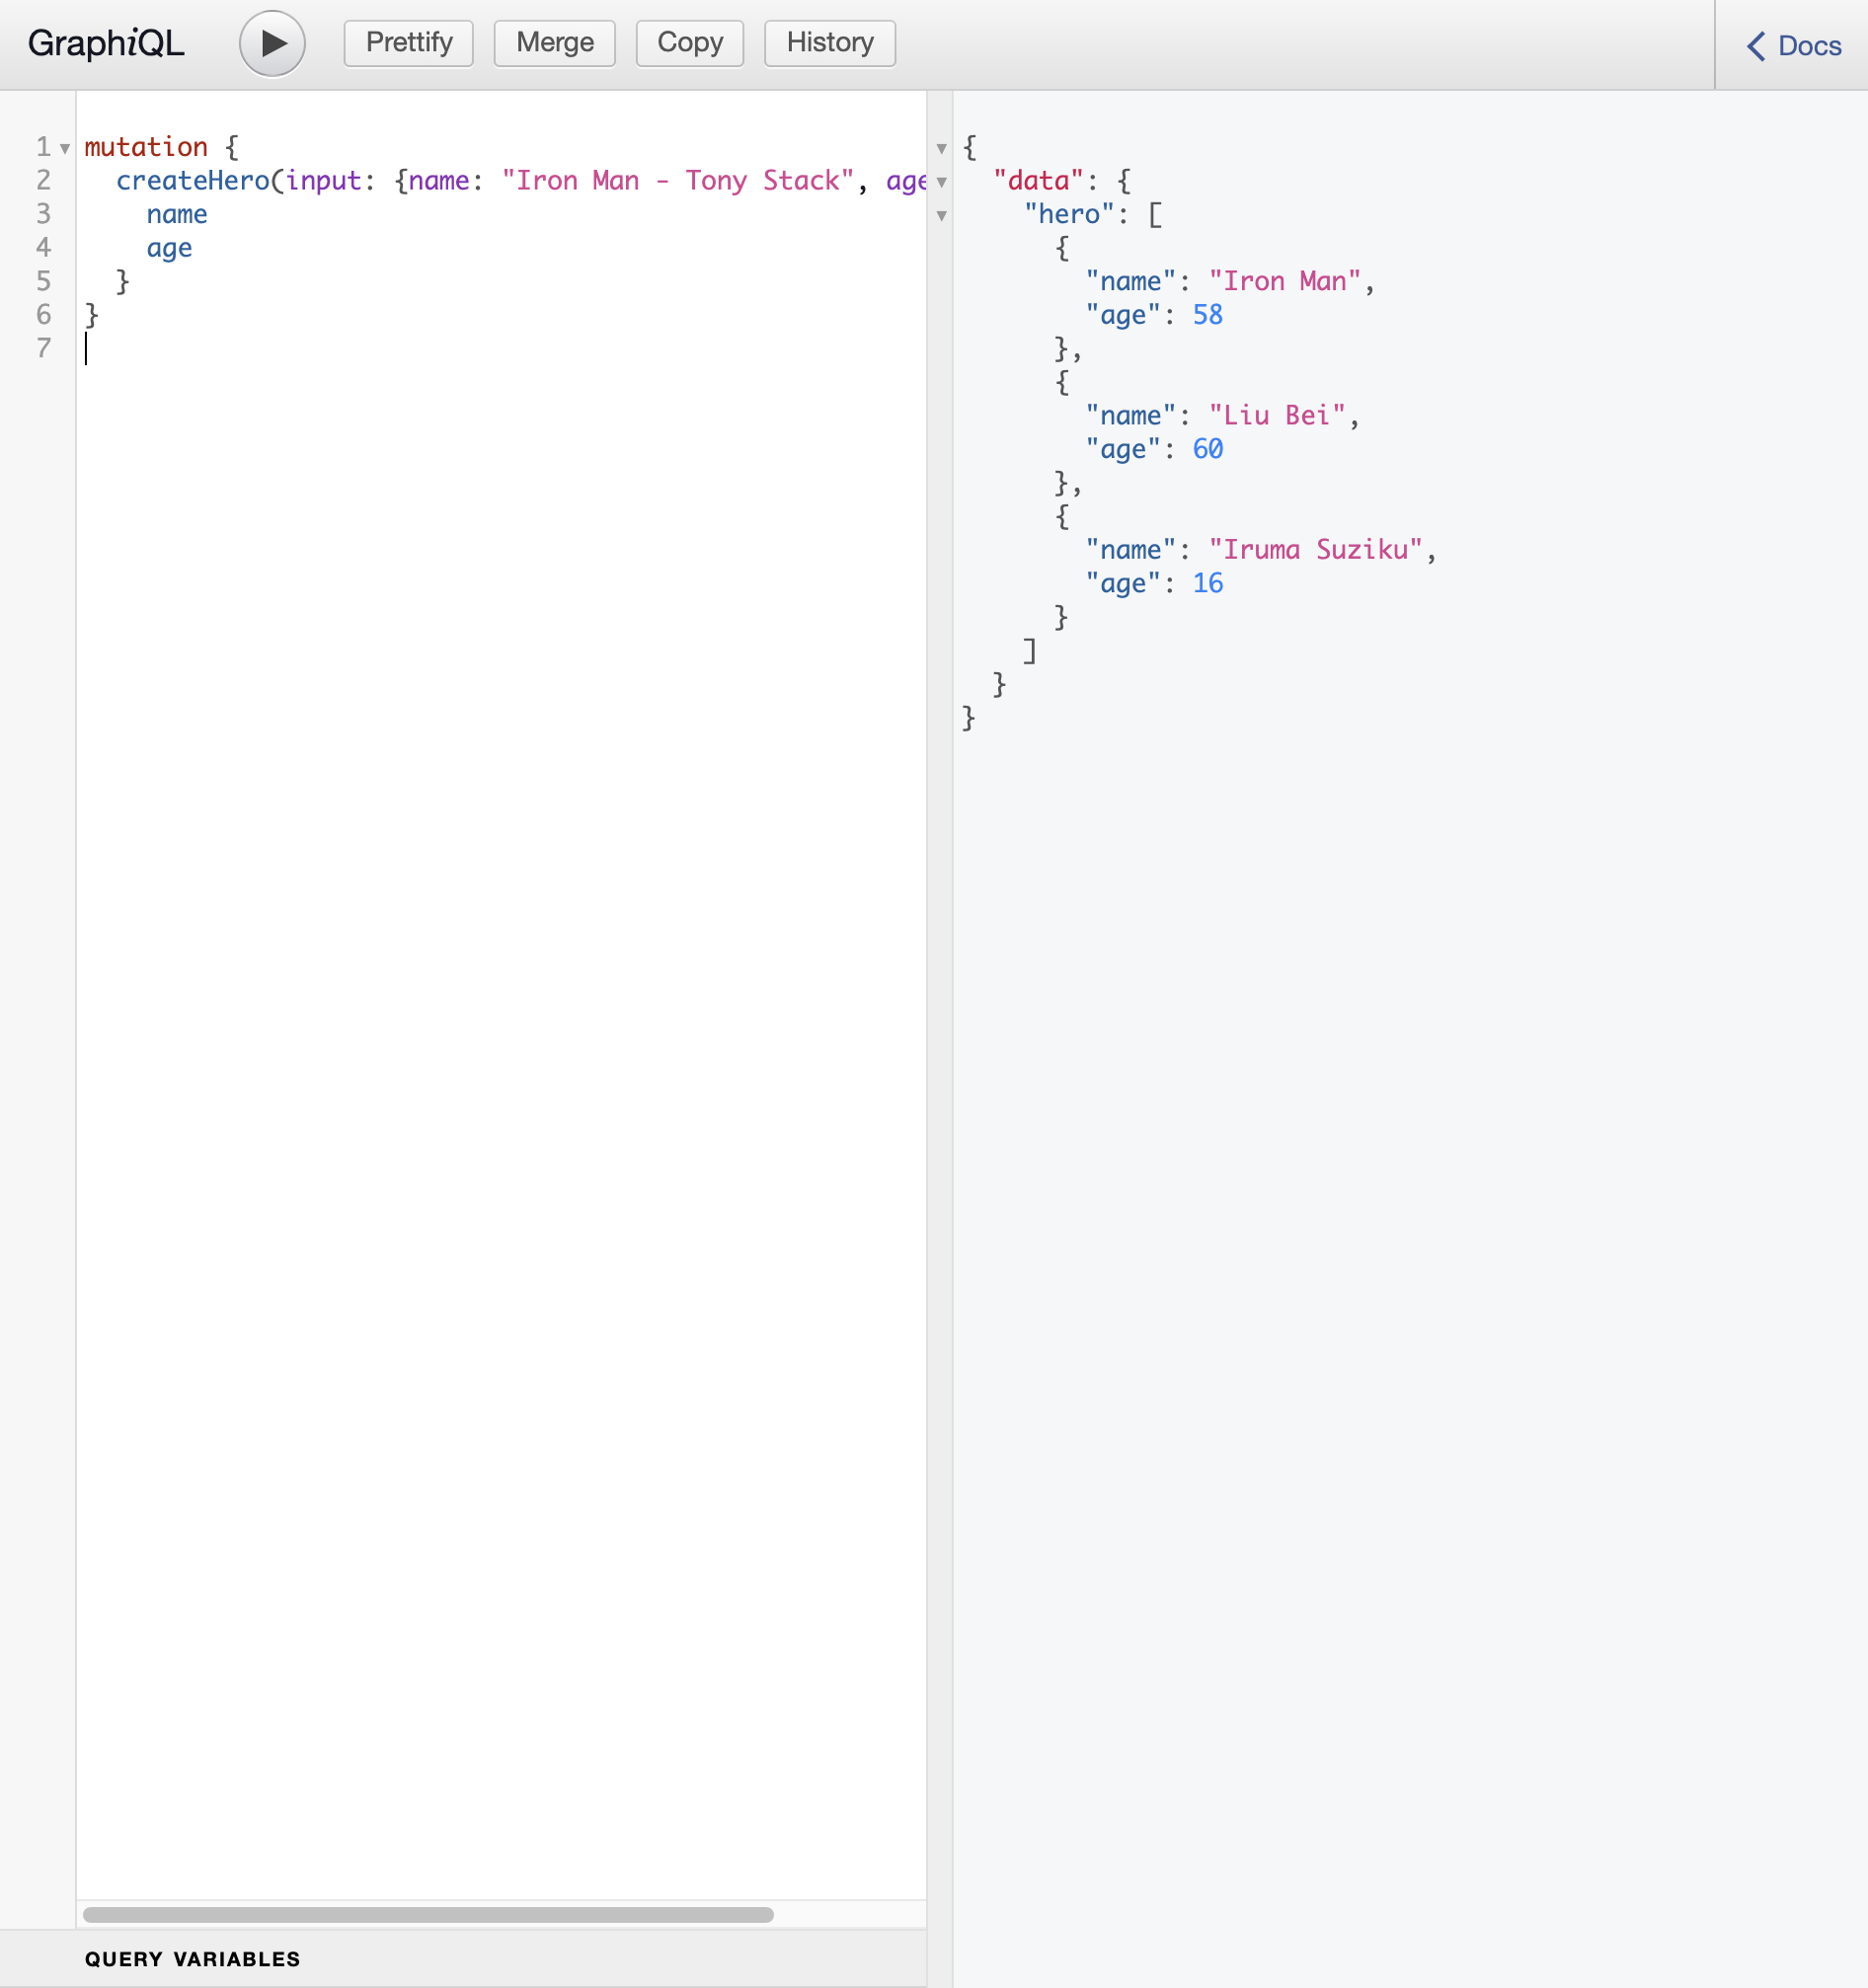 GraphiQL Prettify Merge Copy History Docs
1 mutation {
2 createHero(input: {name: "Iron Man - Tony Stack", age
3 name
4 age
5 }
6 }
7
{
"data": {
"hero": [
{
"name": "Iron Man",
"age": 58
},
{
"name": "Liu Bei",
"age": 60
},
{
"name": "Iruma Suziku",
"age": 16
}
]
}
}
QUERY VARIABLES